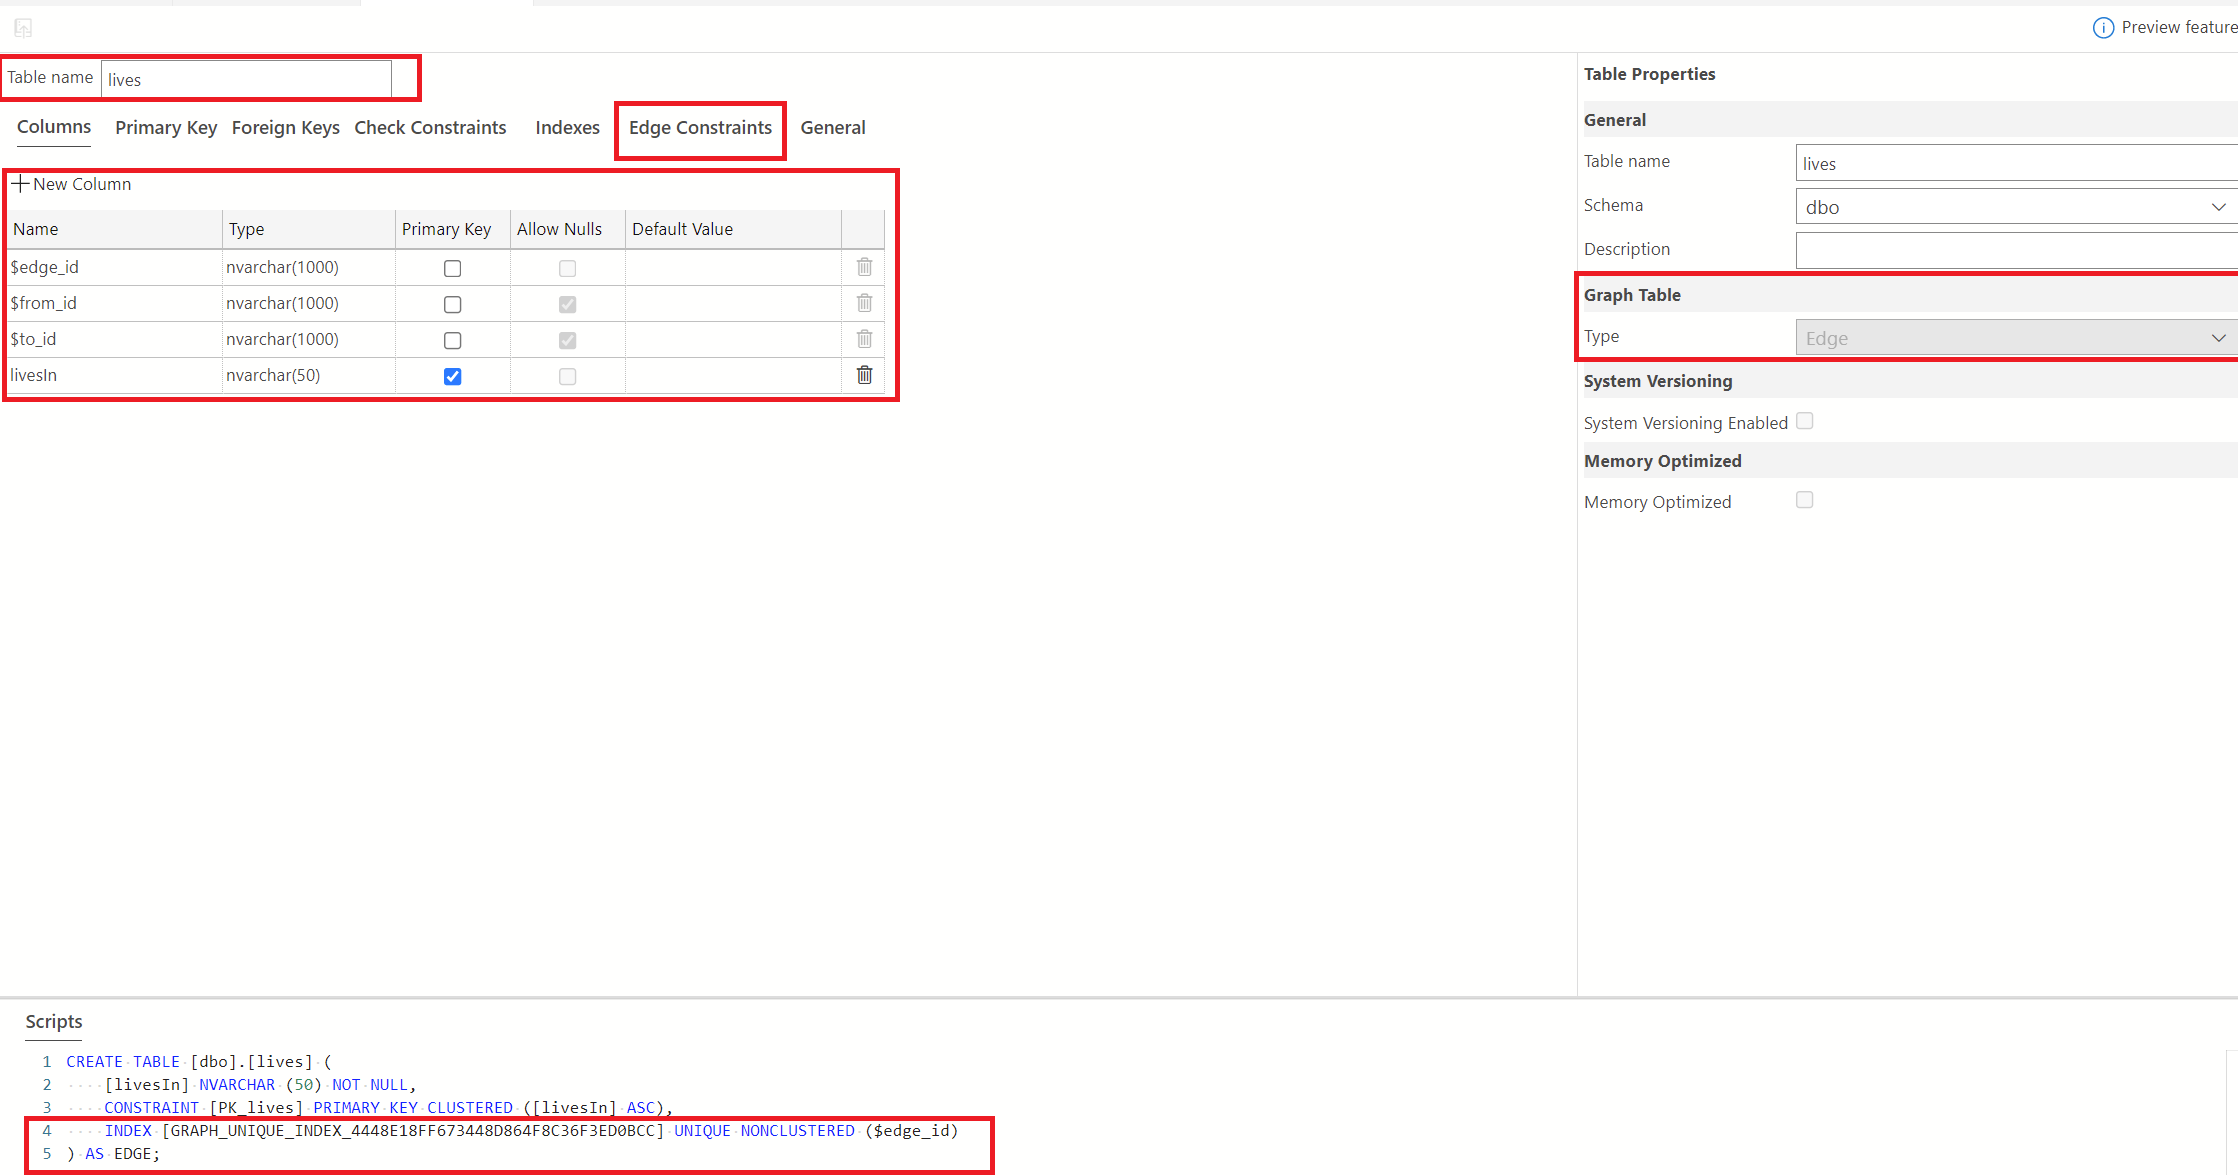 Preview feature
Table name lives
Columns Primary Key Foreign Keys Check Constraints Indexes Edge Constraints General
New Column
Name Type Primary Key Allow Nulls Default Value
$edge_id nvarchar(1000)
$from_id nvarchar(1000)
$to_id nvarchar(1000)
livesIn nvarchar(50)
Table Properties
General
Table name lives
Schema dbo
Description
Graph Table
Type Edge
System Versioning
System Versioning Enabled
Memory Optimized
Memory Optimized
Scripts
1 CREATE TABLE [dbo].[lives] (
2 [livesIn] NVARCHAR (50) NOT NULL,
3 CONSTRAINT [PK_lives] PRIMARY KEY CLUSTERED ([livesIn] ASC),
4 INDEX [GRAPH_UNIQUE_INDEX_4448E18FF673448D864F8C36F3ED0BCC] UNIQUE NONCLUSTERED ($edge_id)
5 ) AS EDGE;